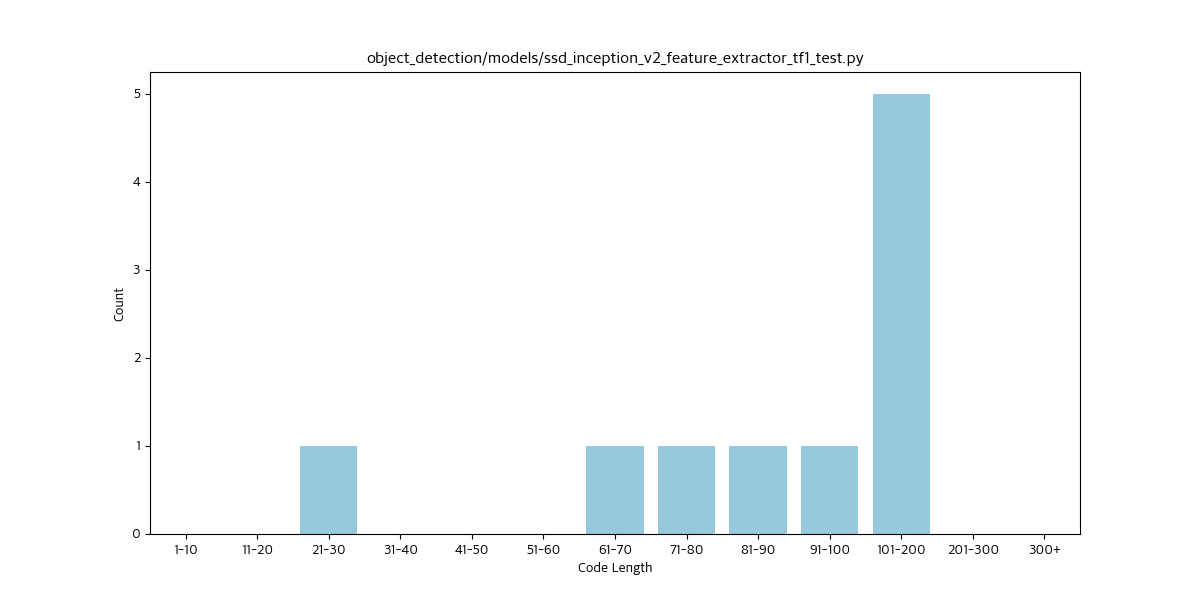 object_detection/models/ssd_inception_v2_feature_extractor_tf1_test.py
5
4
3
2
1
0
Count
1-10 11-20 21-30 31-40 41-50 51-60 61-70 71-80 81-90 91-100 101-200 201-300 300+
Code Length